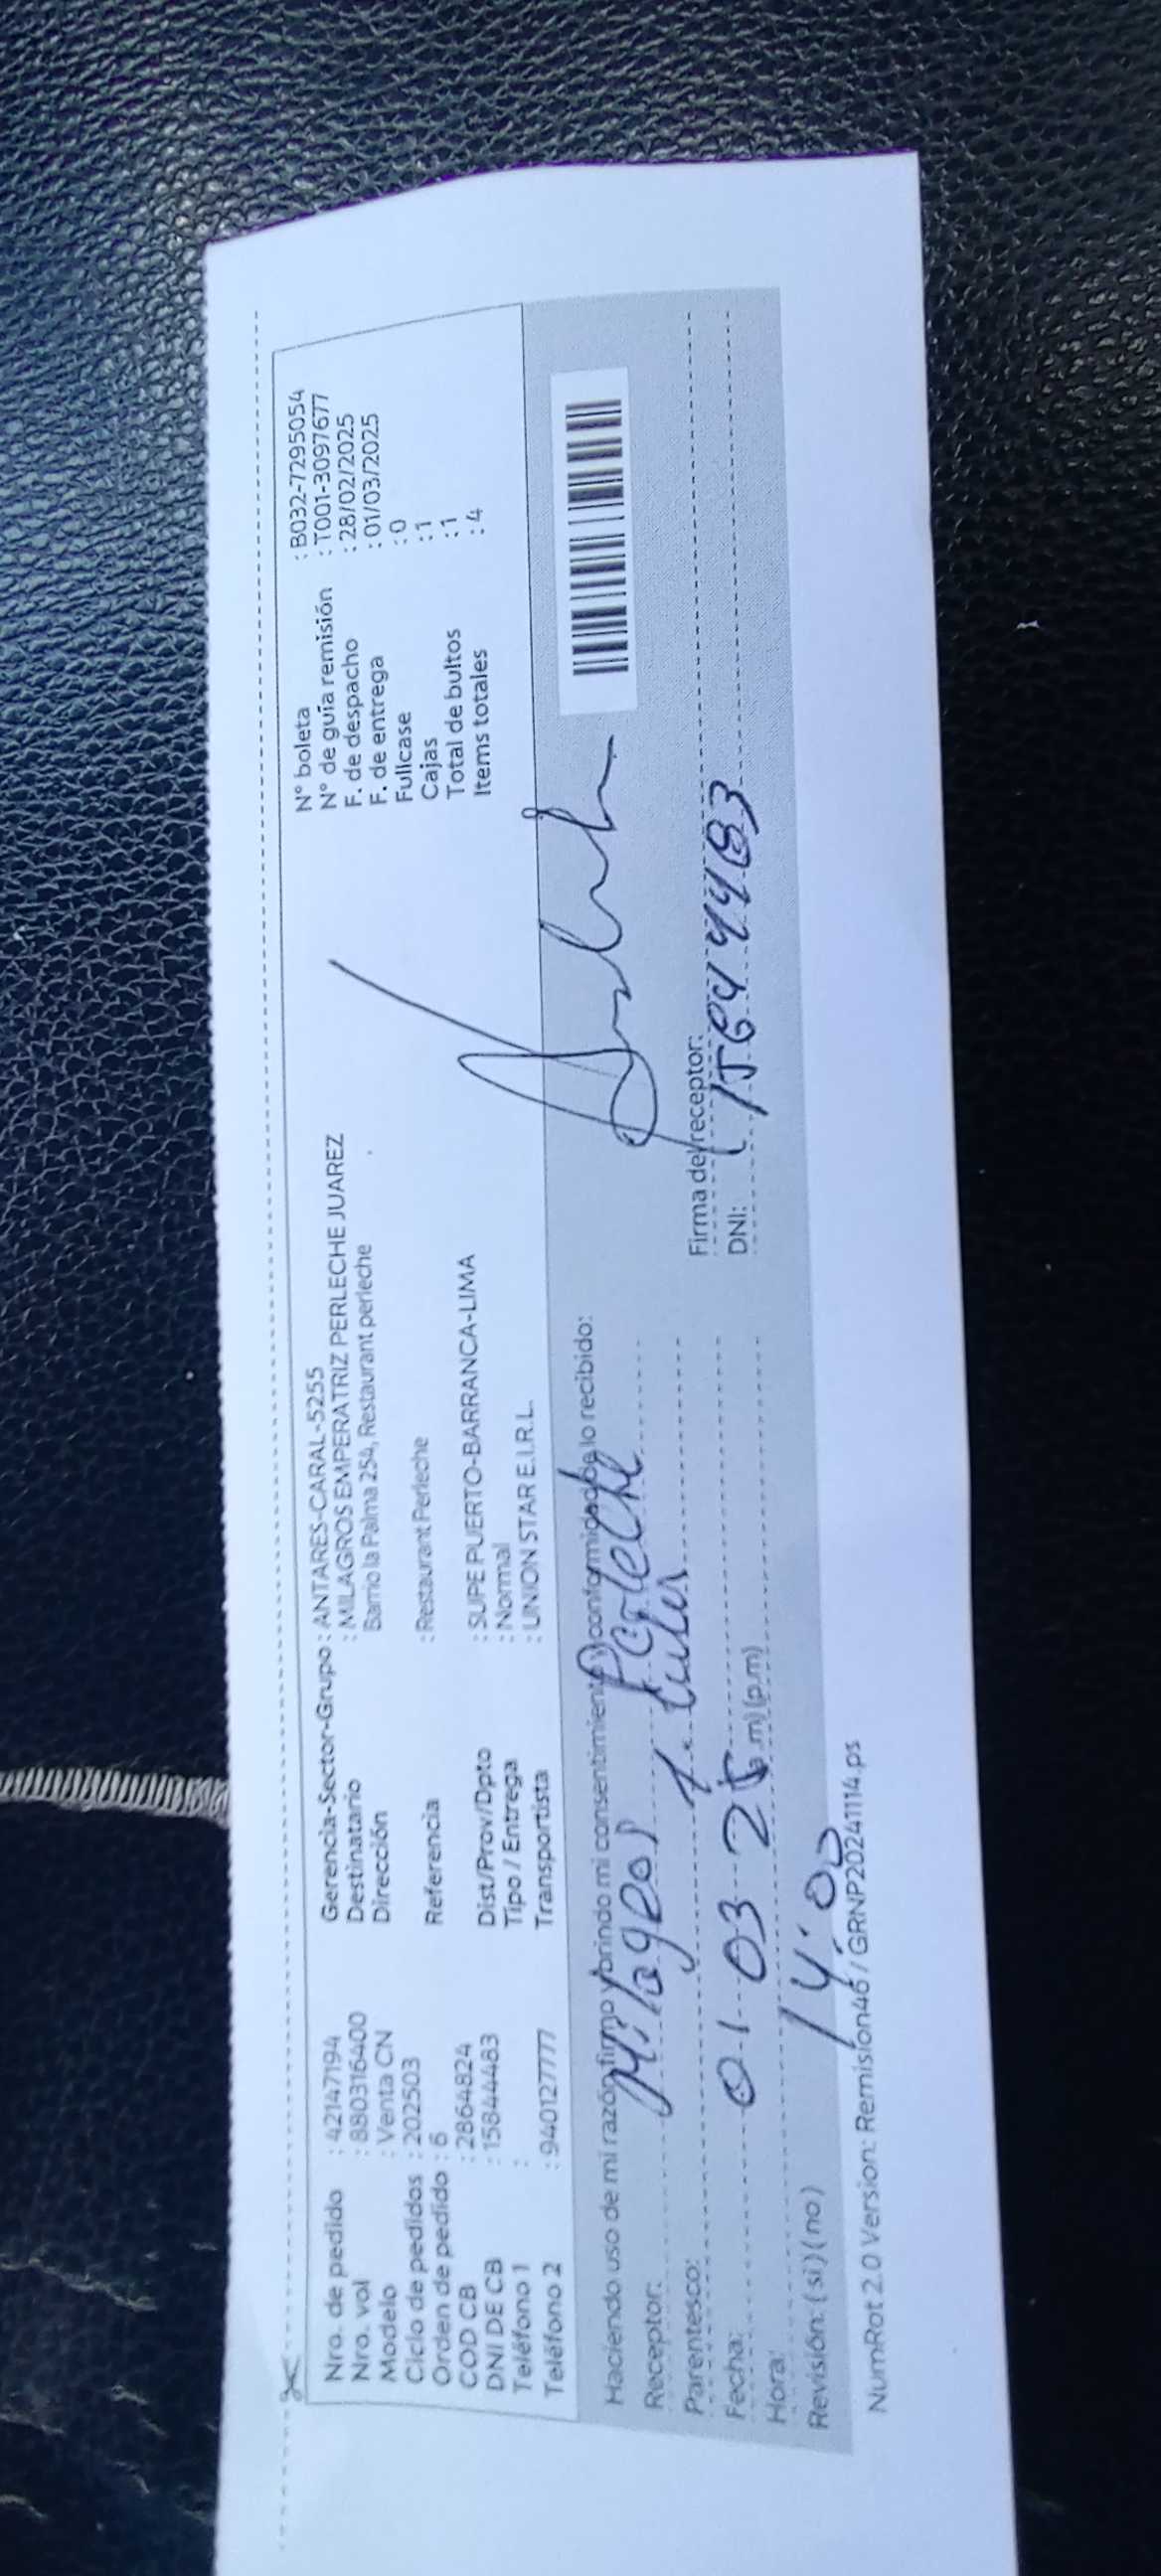 Nro. de pedido : 42147194
Nro. vol : 880316400
Modelo : Venta CN
Ciclo de pedidos : 202503
Orden de pedido : 6
COD CB : 2864824
DNI DE CB : 15844483
Teléfono 1 :
Teléfono 2 : 940127777
Gerencia-Sector-Grupo : ANTARES-CARAL-5255
Destinatario : MILAGROS EMPERATRIZ PERLECHE JUAREZ
Dirección Barrio la Palma 254, Restaurant perleche
Referencia : Restaurant Perleche
Dist/Prov/Dpto : SUPE PUERTO-BARRANCA-LIMA
Tipo / Entrega : Normal
Transportista : UNION STAR E.I.R.L.
N° boleta : B032-7295054
N° de guía remisión : T001-3097677
F. de despacho : 28/02/2025
F. de entrega : 01/03/2025
Fullcase : 0
Cajas : 1
Total de bultos : 1
Items totales : 4
Haciendo uso de mi razón firmo y brindo mi consentimiento y conformidad de lo recibido:
Receptor: Milagros Perleche
Parentesco:
Fecha: 01 03 25
Hora: 14:00 m) (p.m)
Revisión: ( si ) ( no )
Firma del receptor:
DNI: 15844483
NumRot 2.0 Version: Remision46 / GRNP20241114.ps